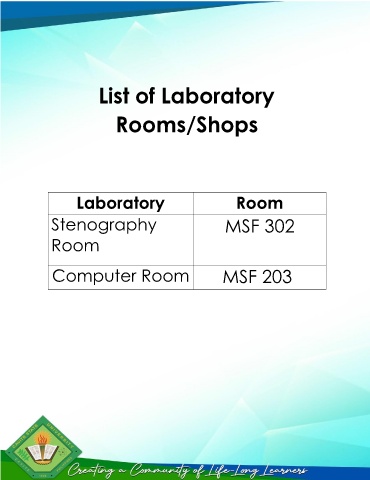 List of Laboratory
Rooms/Shops
Laboratory Room
Stenography
Room
MSF 302
Computer Room MSF 203
Creating a Community of Life-Long Learners